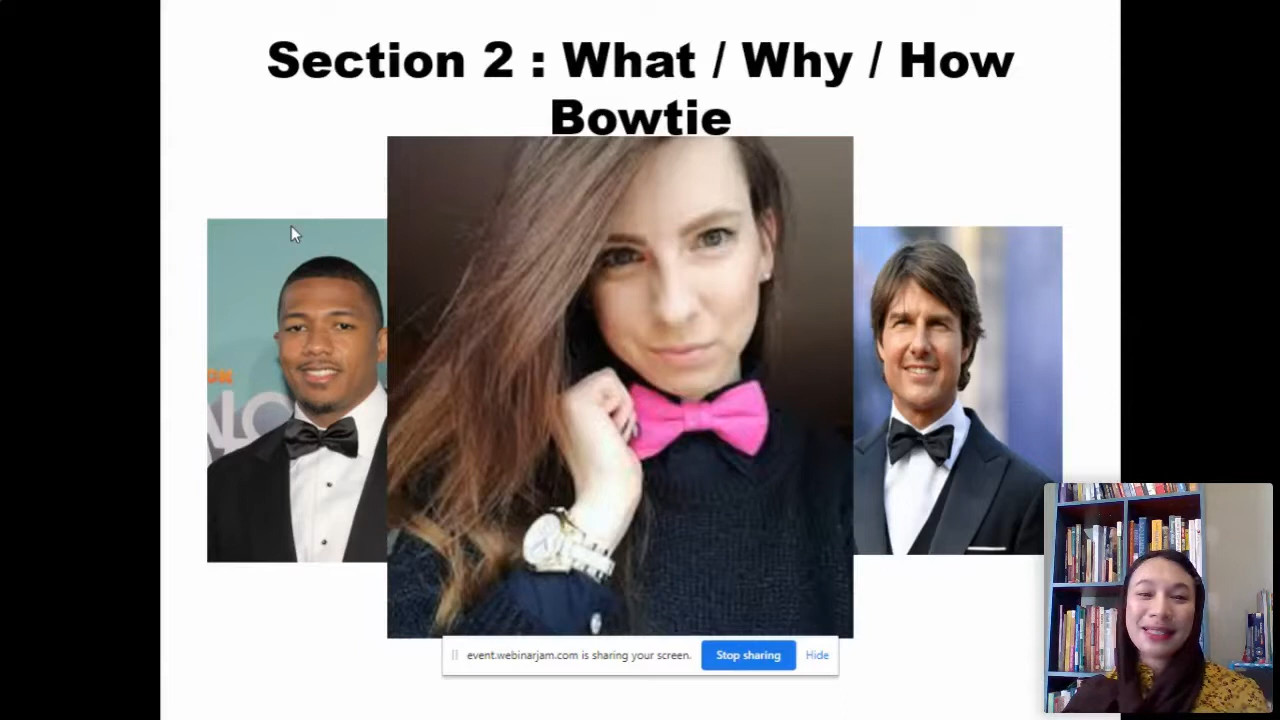 Section 2 : What / Why / How
Bowtie
event.webinarjam.com is sharing your screen.
Stop sharing
Hide